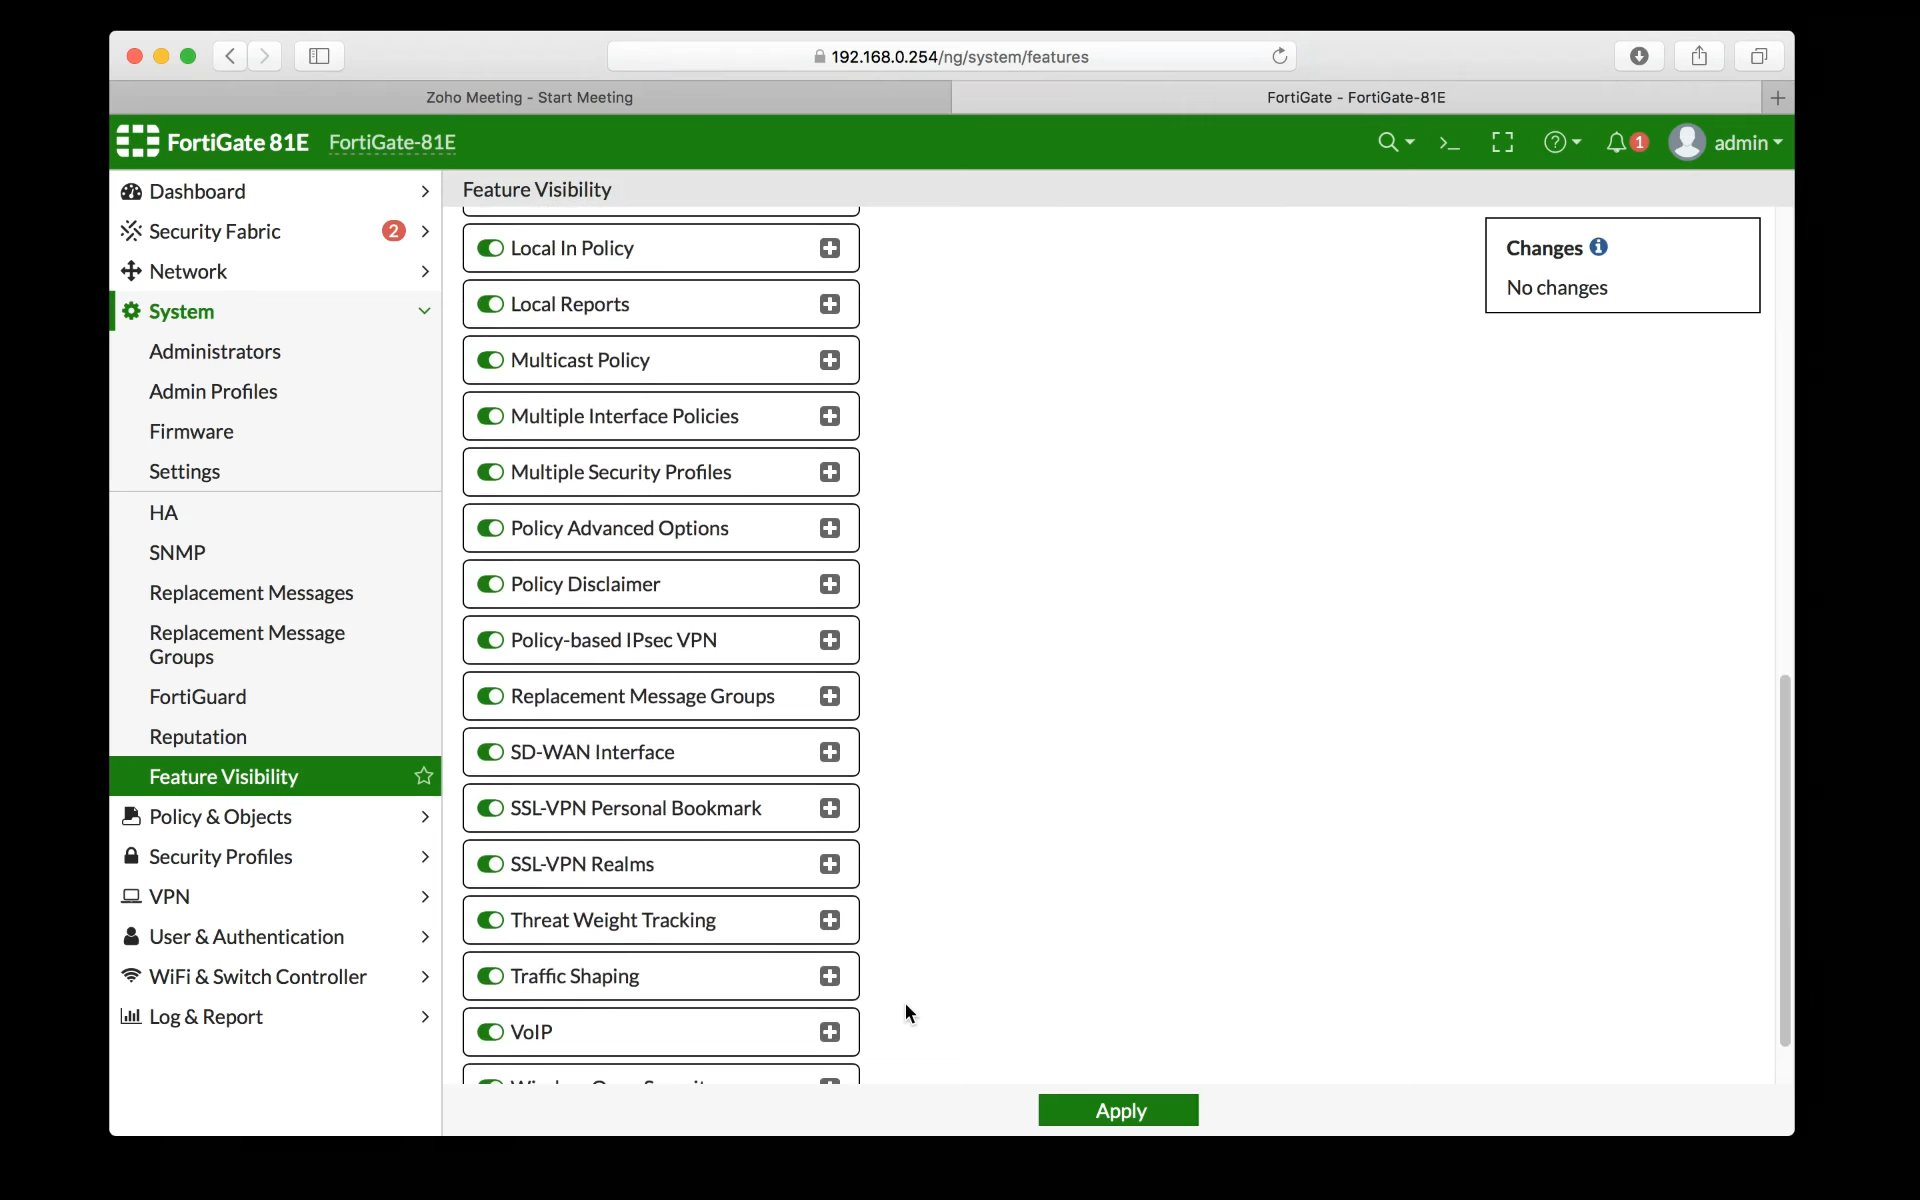 192.168.0.254/ng/system/features
Zoho Meeting - Start Meeting
FortiGate - FortiGate-81E
FortiGate 81E
FortiGate-81E
1
admin
Dashboard
Security Fabric
2
Network
System
Administrators
Admin Profiles
Firmware
Settings
HA
SNMP
Replacement Messages
Replacement Message
Groups
FortiGuard
Reputation
Feature Visibility
Policy & Objects
Security Profiles
VPN
User & Authentication
WiFi & Switch Controller
Log & Report
Feature Visibility
Local In Policy
Local Reports
Multicast Policy
Multiple Interface Policies
Multiple Security Profiles
Policy Advanced Options
Policy Disclaimer
Policy-based IPsec VPN
Replacement Message Groups
SD-WAN Interface
SSL-VPN Personal Bookmark
SSL-VPN Realms
Threat Weight Tracking
Traffic Shaping
VoIP
Changes
No changes
Apply